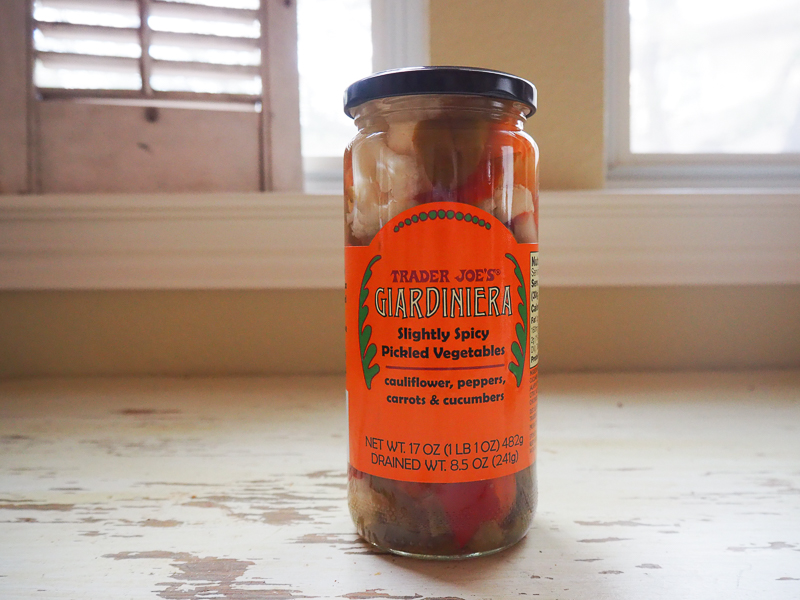 TRADER JOE'S®
GIARDINIERA
Slightly Spicy
Pickled Vegetables
cauliflower, peppers,
carrots & cucumbers
NET WT. 17 OZ (1 LB 1 OZ) 482g
DRAINED WT. 8.5 OZ (241g)